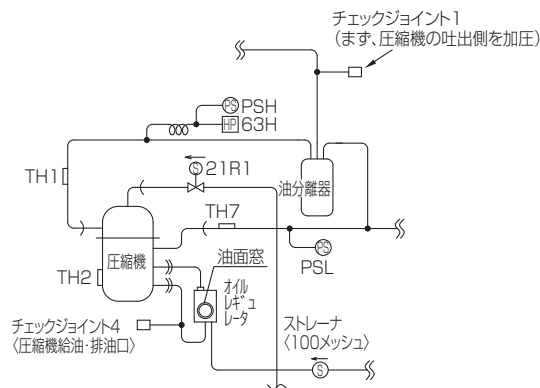 チェックジョイント1
(まず、圧縮機の吐出側を加圧)
PS PSH
HP 63H
TH1
S 21R1
油分離器
TH7
PS
PSL
圧縮機
TH2
油面窓
オイル
レギュ
レータ
チェックジョイント4
〈圧縮機給油・排油口〉
ストレーナ
〈100メッシュ〉
S